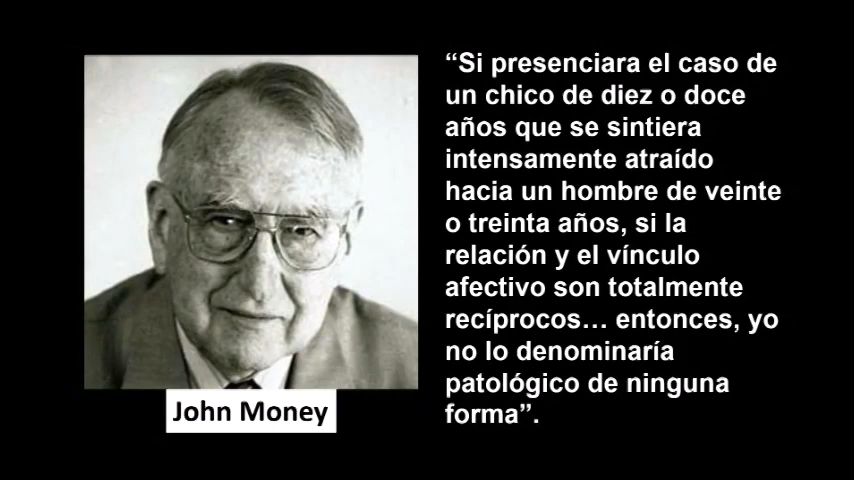 “Si presenciara el caso de
un chico de diez o doce
años que se sintiera
intensamente atraído
hacia un hombre de veinte
o treinta años, si la
relación y el vínculo
afectivo son totalmente
recíprocos... entonces, yo
no lo denominaría
patológico de ninguna
forma”.
John Money